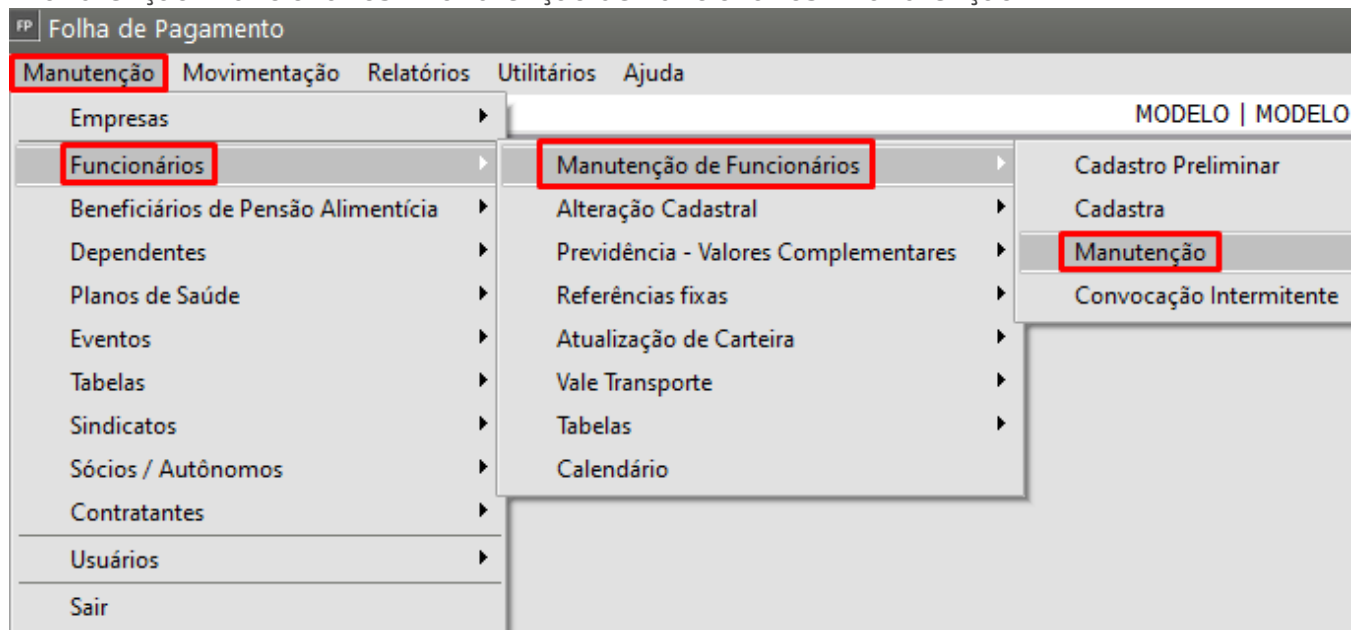 FP Folha de Pagamento
Manutenção Movimentação Relatórios Utilitários Ajuda
MODELO | MODELO
Empresas
Funcionários
Beneficiários de Pensão Alimentícia
Dependentes
Planos de Saúde
Eventos
Tabelas
Sindicatos
Sócios / Autônomos
Contratantes
Usuários
Sair
Manutenção de Funcionários
Alteração Cadastral
Previdência - Valores Complementares
Referências fixas
Atualização de Carteira
Vale Transporte
Tabelas
Calendário
Cadastro Preliminar
Cadastra
Manutenção
Convocação Intermitente